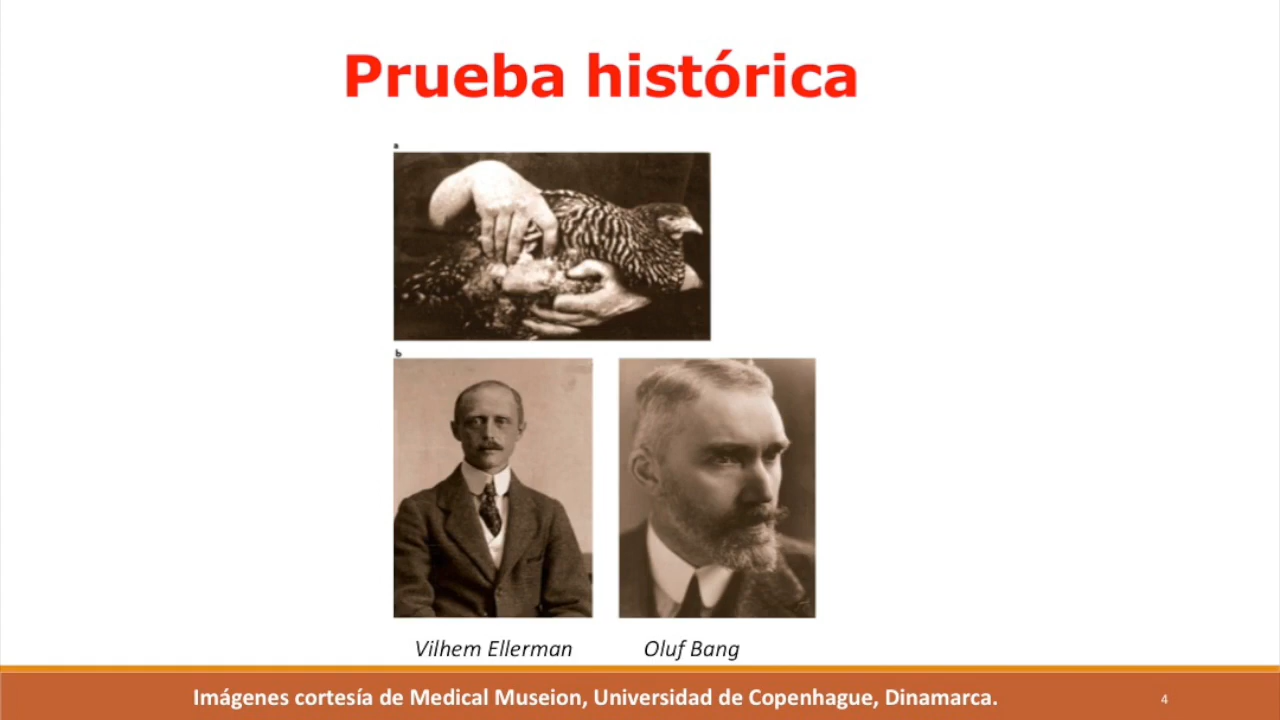 Prueba histórica
a
b
Vilhem Ellerman
Oluf Bang
Imágenes cortesía de Medical Museion, Universidad de Copenhague, Dinamarca.
4